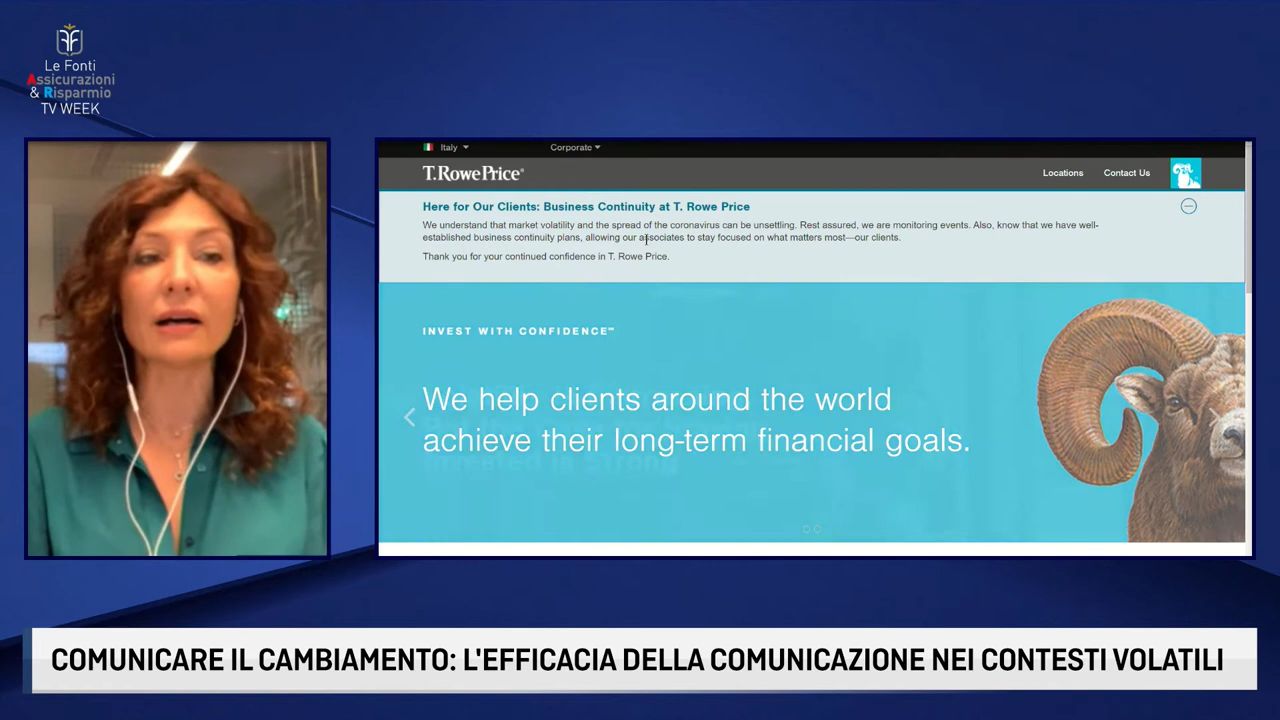 Le Fonti
Assicurazioni
& Risparmio
TV WEEK
Italy
Corporate
T.RowePrice®
Locations
Contact Us
Here for Our Clients: Business Continuity at T. Rowe Price
We understand that market volatility and the spread of the coronavirus can be unsettling. Rest assured, we are monitoring events. Also, know that we have well-
established business continuity plans, allowing our associates to stay focused on what matters most—our clients.
Thank you for your continued confidence in T. Rowe Price.
INVEST WITH CONFIDENCE℠
We help clients around the world
achieve their long-term financial goals.
COMUNICARE IL CAMBIAMENTO: L'EFFICACIA DELLA COMUNICAZIONE NEI CONTESTI VOLATILI